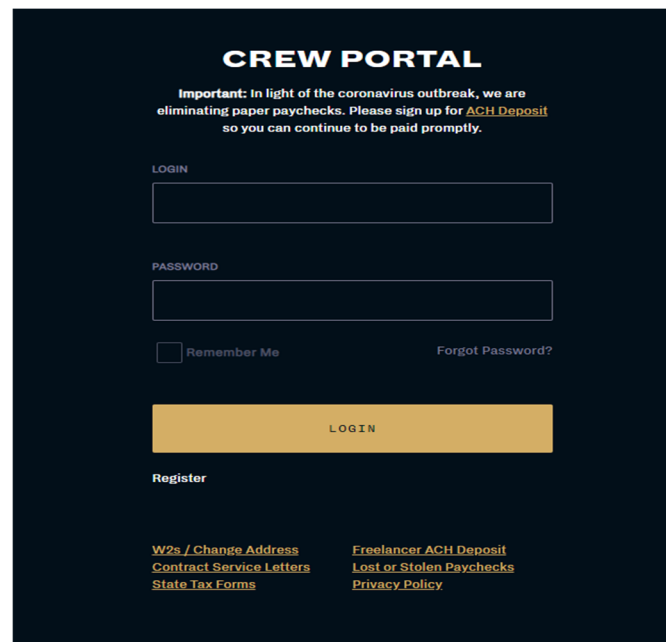 CREW PORTAL
Important: In light of the coronavirus outbreak, we are
eliminating paper paychecks. Please sign up for ACH Deposit
so you can continue to be paid promptly.
LOGIN
PASSWORD
Remember Me
Forgot Password?
LOGIN
Register
W2s / Change Address
Contract Service Letters
State Tax Forms
Freelancer ACH Deposit
Lost or Stolen Paychecks
Privacy Policy